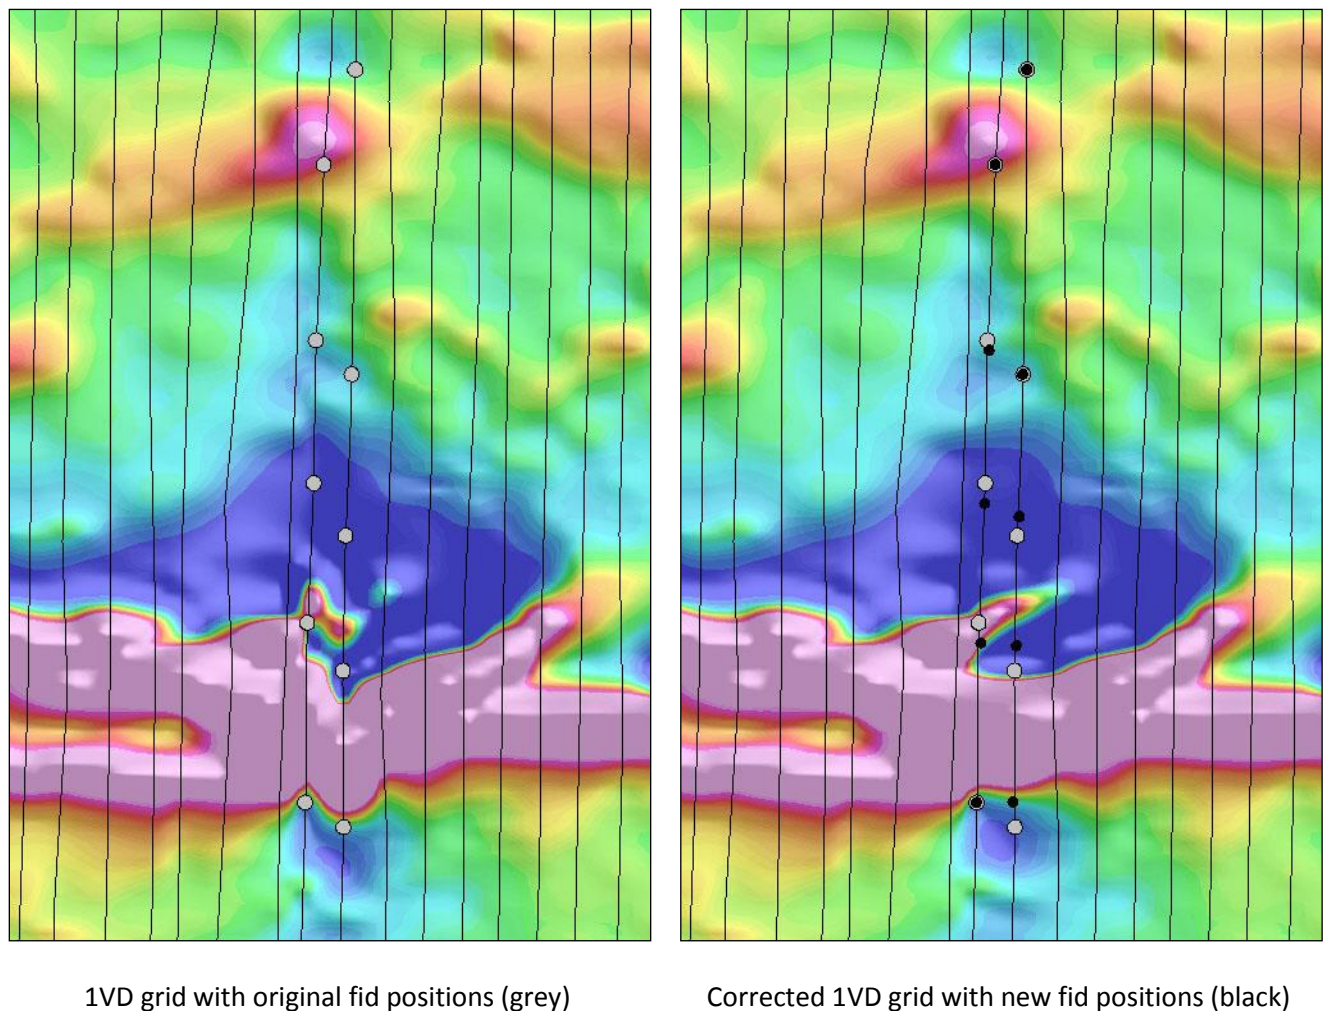 1VD grid with original fid positions (grey)
Corrected 1VD grid with new fid positions (black)